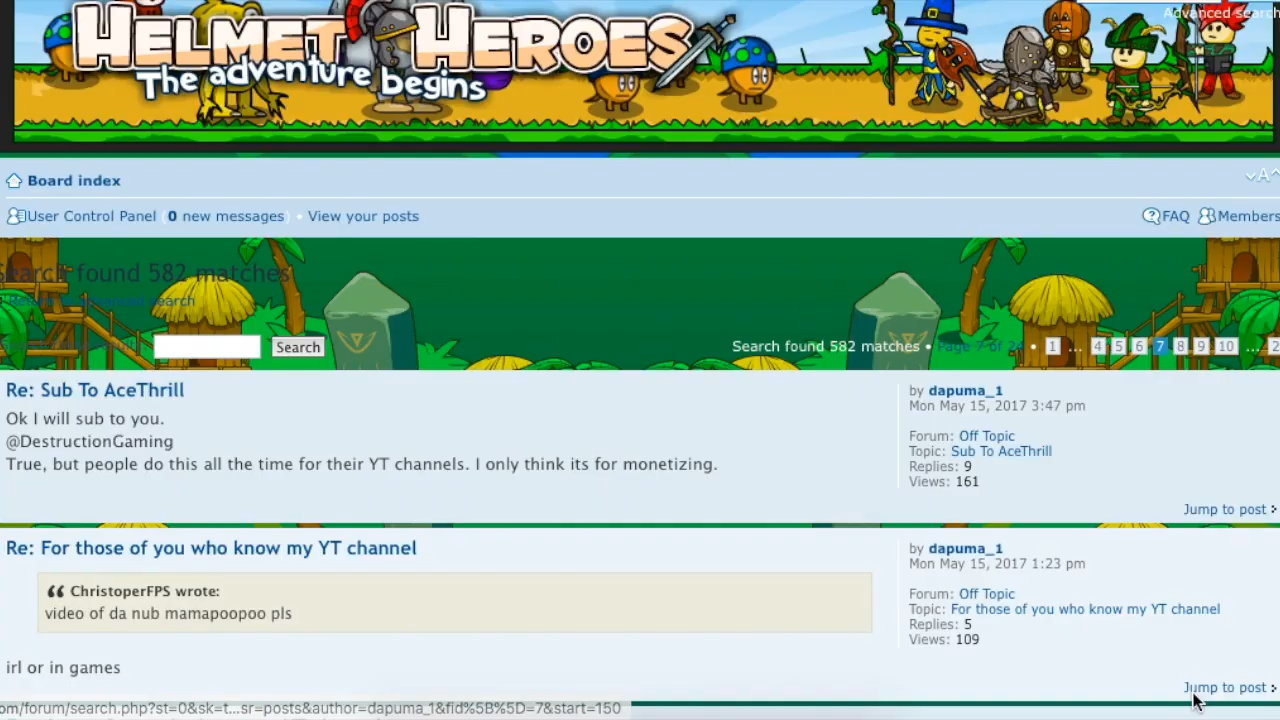 Advanced search
HELMET HEROES
The adventure begins
Board index
A
User Control Panel (0 new messages) • View your posts
FAQ Members
Search found 582 matches
search
Search
Search found 582 matches • Page 7 of 24 • 1 ... 4 5 6 7 8 9 10 ... 2
Re: Sub To AceThrill
Ok I will sub to you.
@DestructionGaming
True, but people do this all the time for their YT channels. I only think its for monetizing.
by dapuma_1
Mon May 15, 2017 3:47 pm
Forum: Off Topic
Topic: Sub To AceThrill
Replies: 9
Views: 161
Jump to post
Re: For those of you who know my YT channel
ChristoperFPS wrote:
video of da nub mamapoopoo pls
irl or in games
by dapuma_1
Mon May 15, 2017 1:23 pm
Forum: Off Topic
Topic: For those of you who know my YT channel
Replies: 5
Views: 109
Jump to post
om/forum/search.php?st=0&sk=t...sr=posts&author=dapuma_1&fid%5B%5D=7&start=150